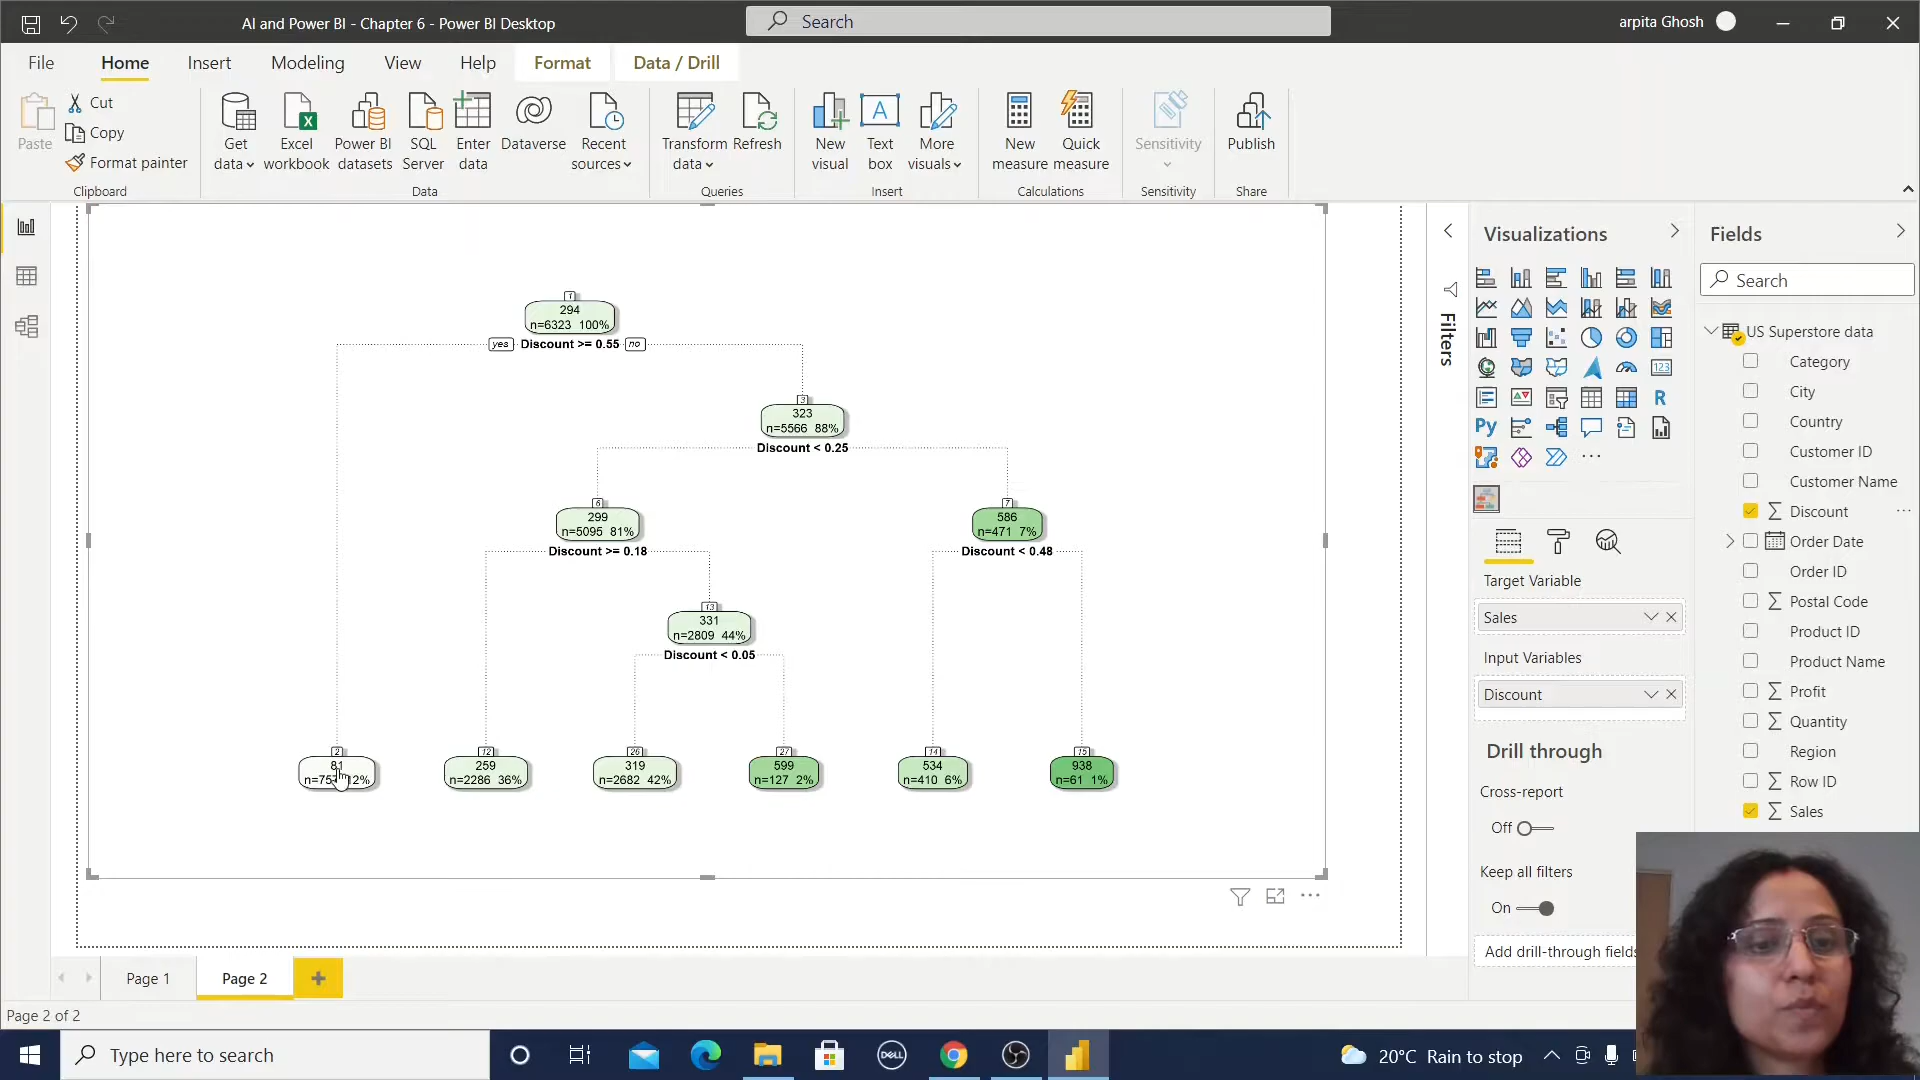 AI and Power BI - Chapter 6 - Power BI Desktop
Search
arpita Ghosh
File
Home
Insert
Modeling
View
Help
Format
Data / Drill
Paste
Cut
Copy
Format painter
Clipboard
Get data
Excel workbook
Power BI datasets
SQL Server
Enter data
Dataverse
Recent sources
Data
Transform data
Refresh
Queries
New visual
A
Text box
More visuals
Insert
New measure
Quick measure
Calculations
Sensitivity
Sensitivity
Publish
Share
1
294
n=6323 100%
yes Discount >= 0.55 no
3
323
n=5566 88%
Discount < 0.25
6
299
n=5095 81%
Discount >= 0.18
7
586
n=471 7%
Discount < 0.48
13
331
n=2809 44%
Discount < 0.05
2
81
12%
12
259
n=2286 36%
26
319
n=2682 42%
27
599
n=127 2%
14
534
n=410 6%
15
938
n=61 1%
Filters
Visualizations
123
R
Py
Target Variable
Sales
Input Variables
Discount
Drill through
Cross-report
Off
Keep all filters
On
Add drill-through fields
Fields
Search
US Superstore data
Category
City
Country
Customer ID
Customer Name
Discount
Order Date
Order ID
Postal Code
Product ID
Product Name
Profit
Quantity
Region
Row ID
Sales
Page 1
Page 2
Page 2 of 2
Type here to search
DELL
20°C Rain to stop